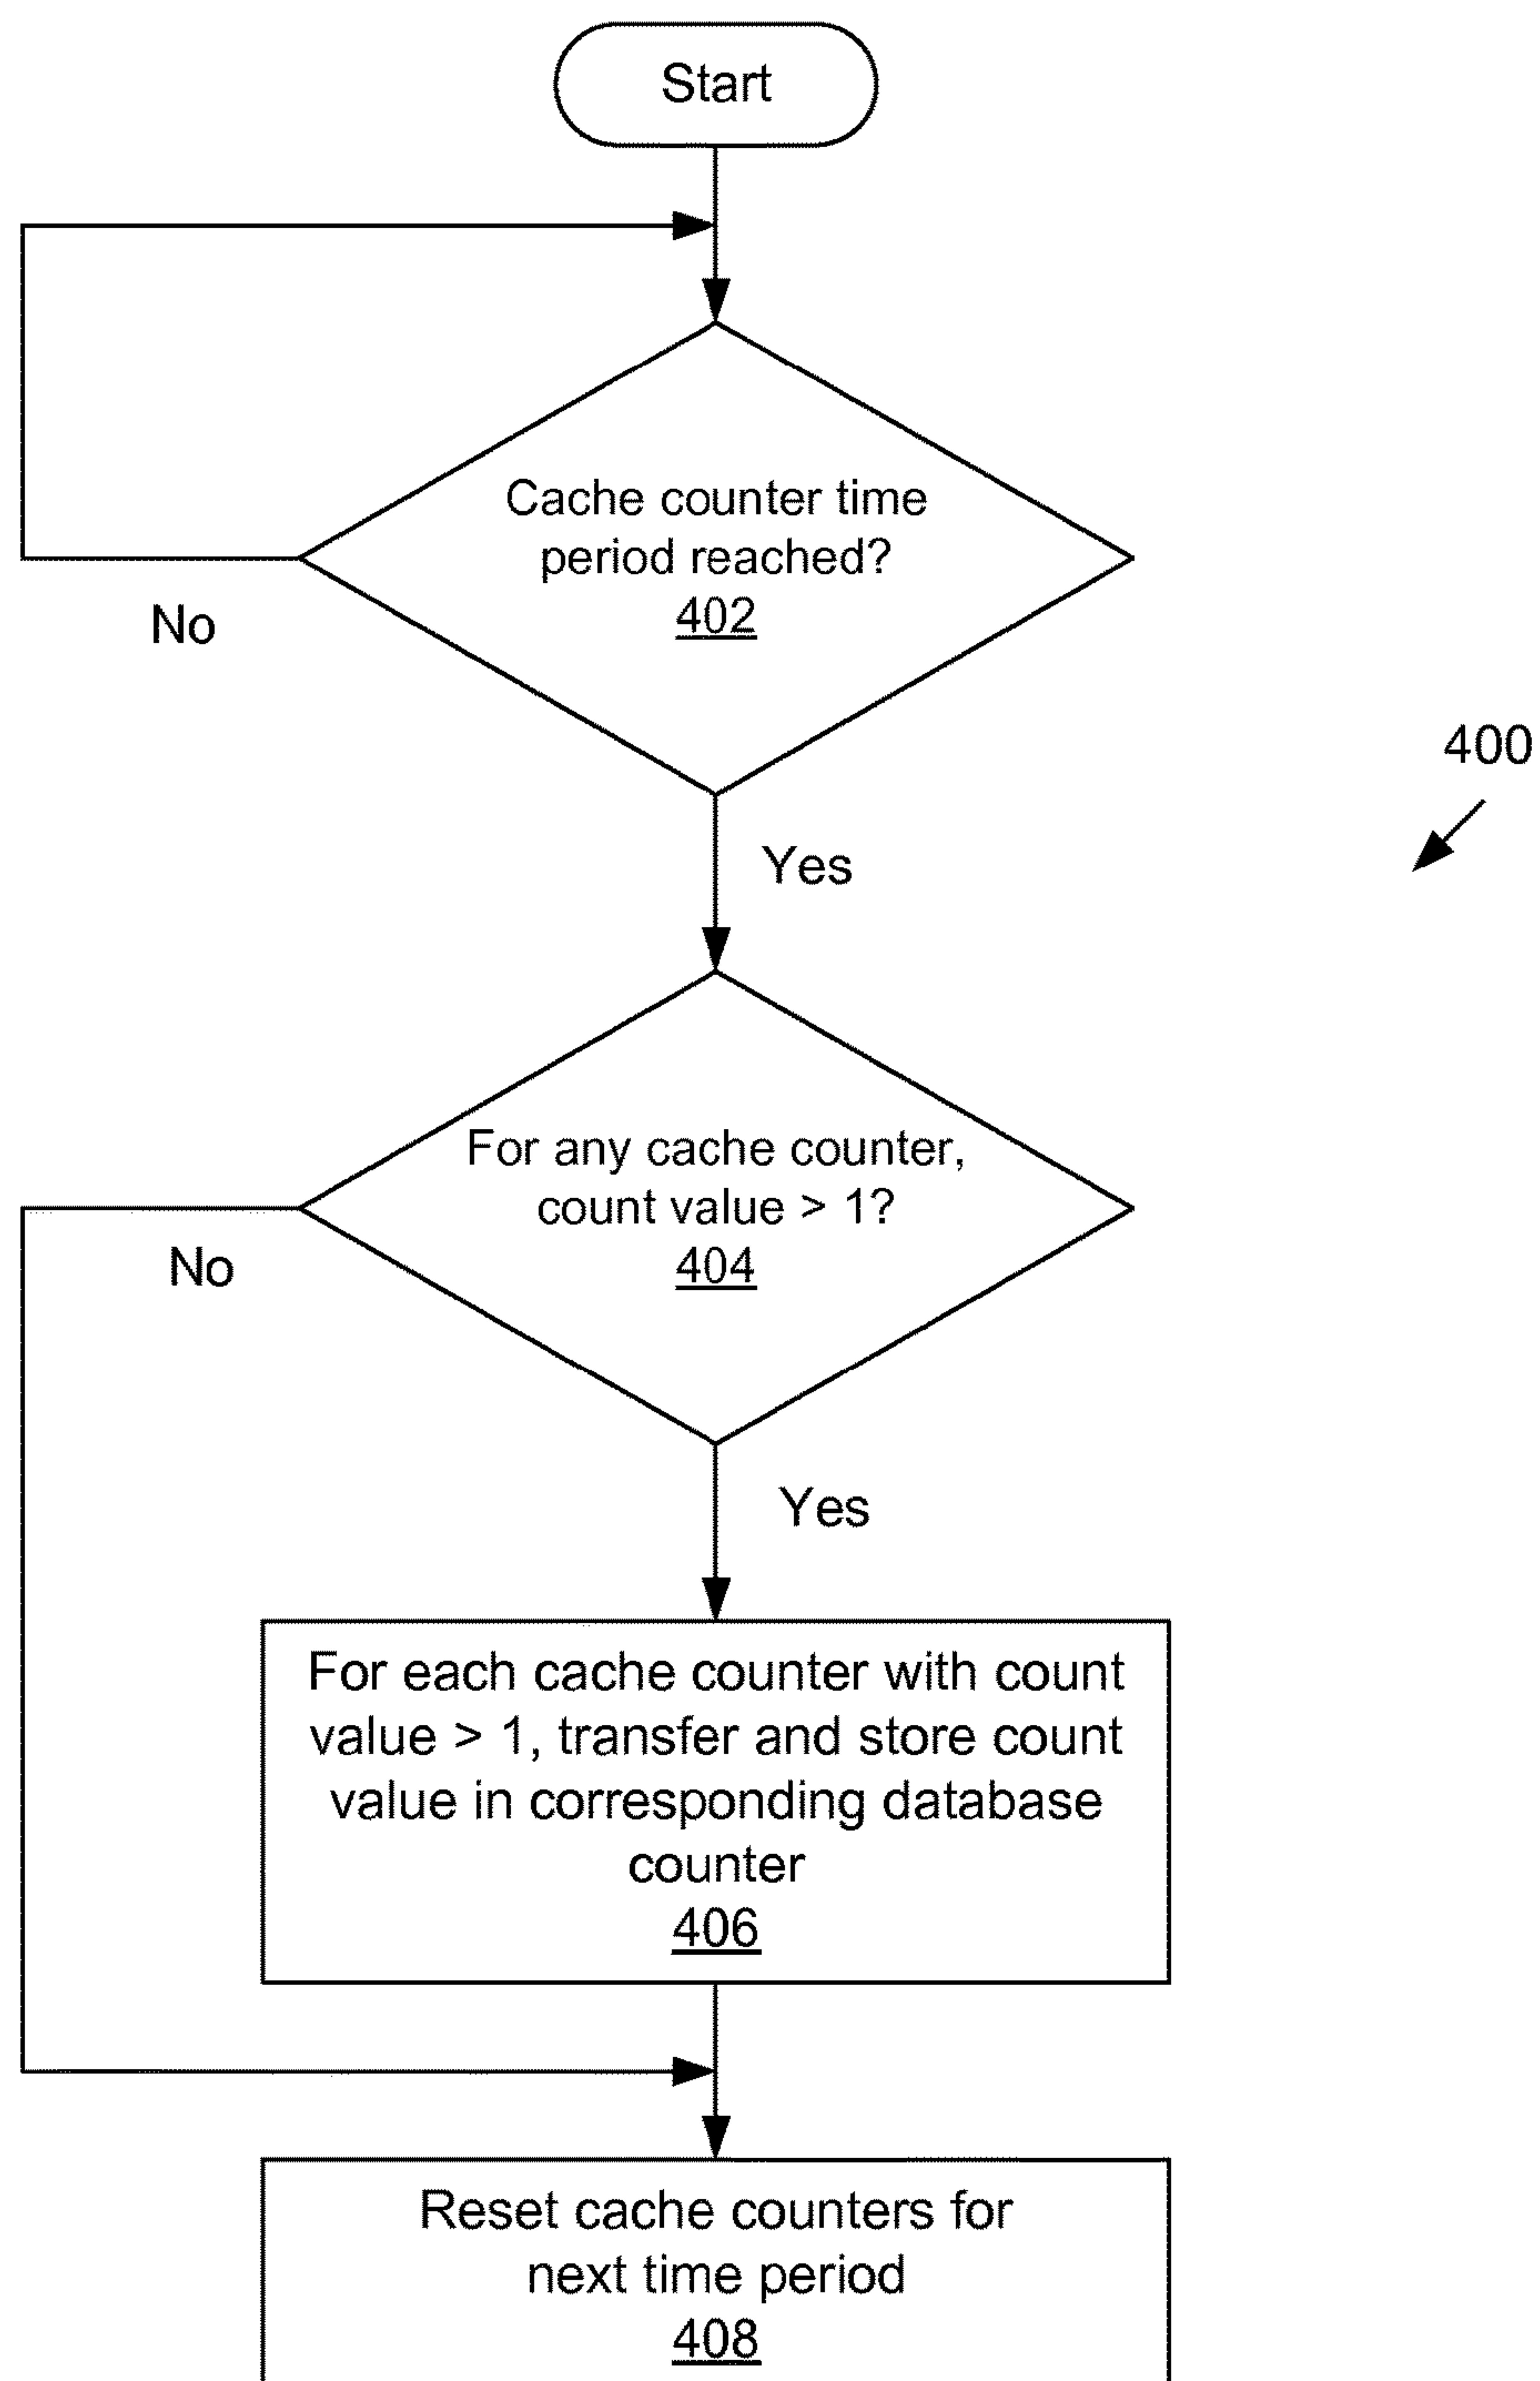 Start
Cache counter time
period reached?
402
No
400
Yes
For any cache counter,
count value > 1?
404
No
Yes
For each cache counter with count
value > 1, transfer and store count
value in corresponding database
counter
406
Reset cache counters for
next time period
408